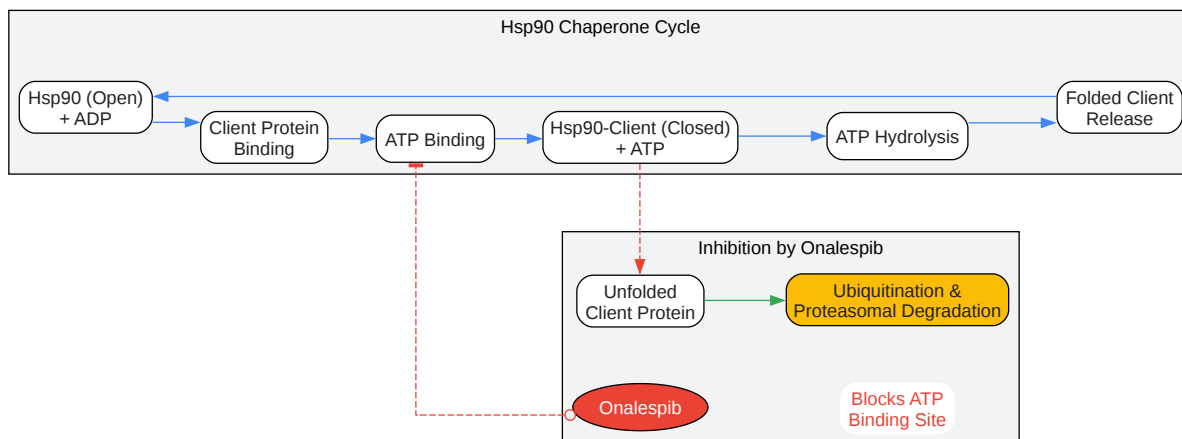 Hsp90 Chaperone Cycle
Hsp90 (Open)
+ ADP
Client Protein
Binding
ATP Binding
Hsp90-Client (Closed)
+ ATP
ATP Hydrolysis
Folded Client
Release
Inhibition by Onalespib
Unfolded
Client Protein
Ubiquitination &
Proteasomal Degradation
Onalespib
Blocks ATP
Binding Site